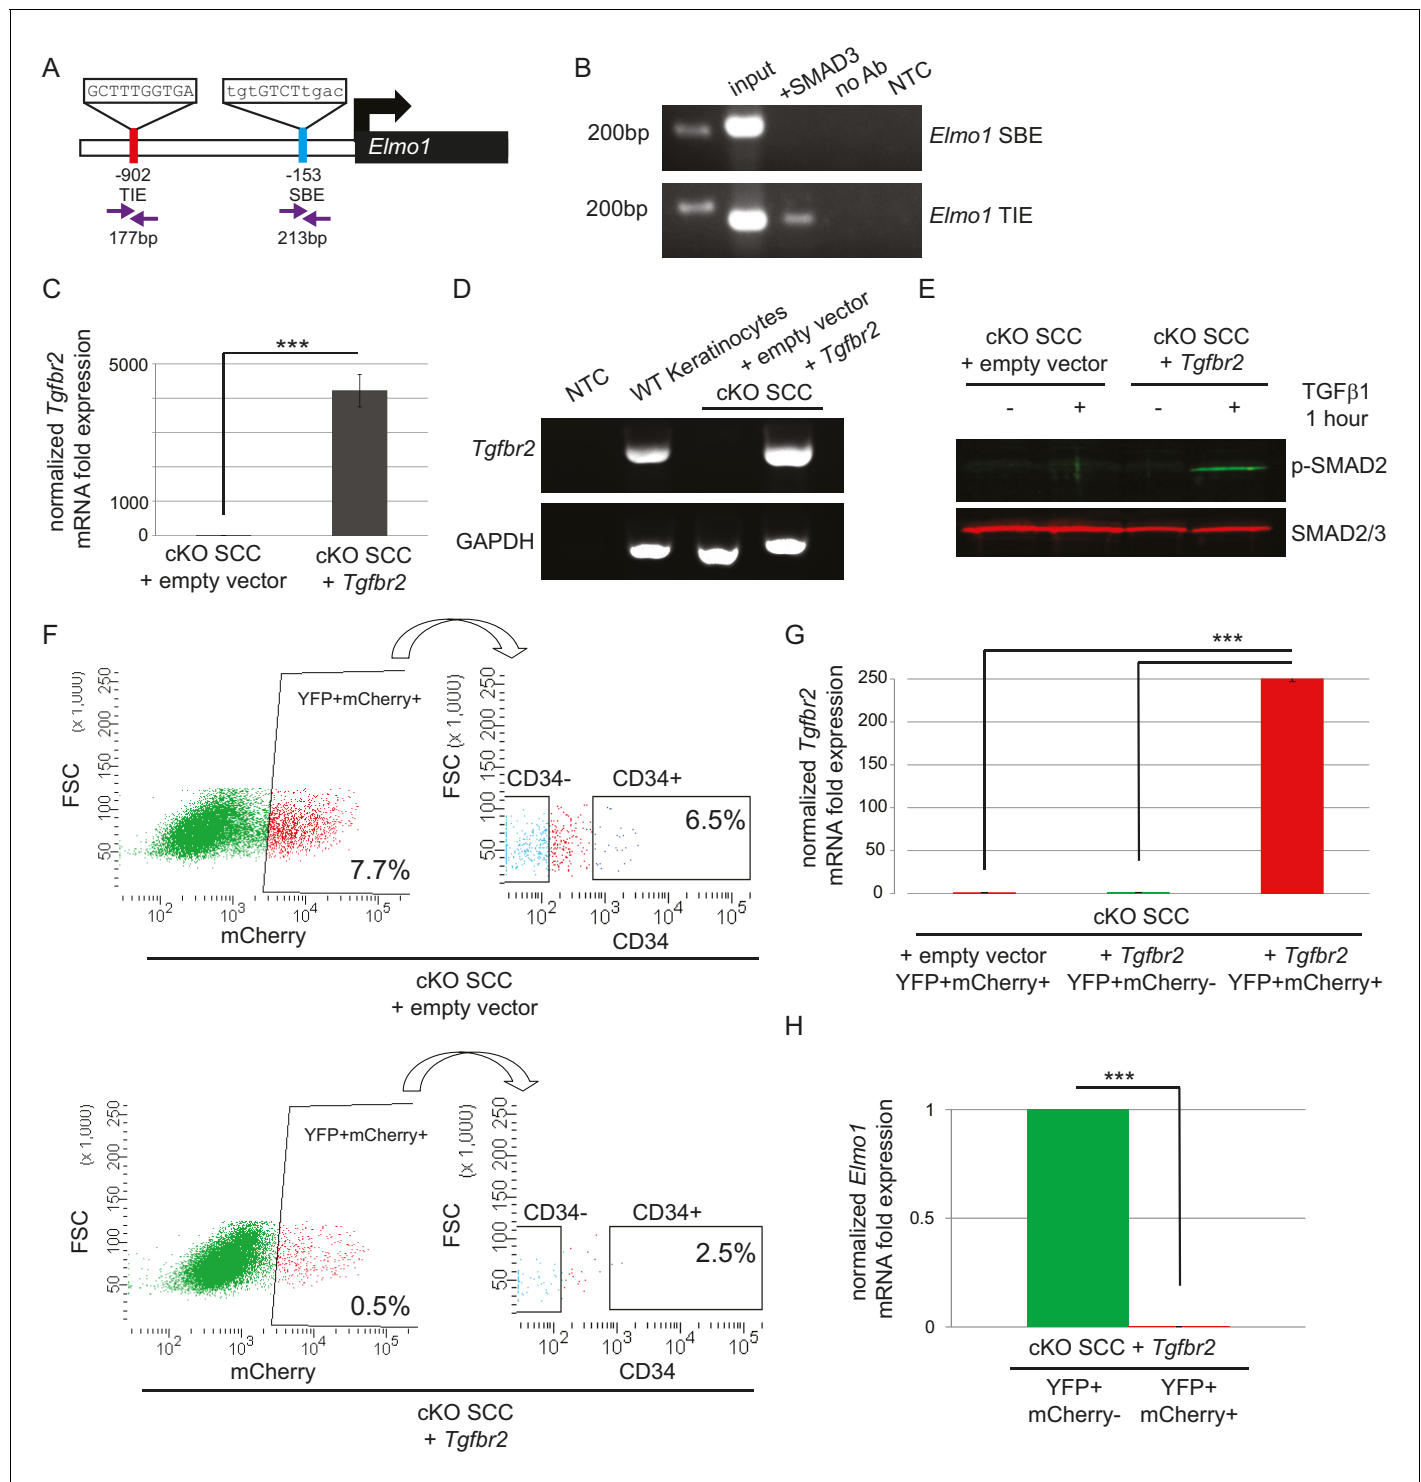 A
GCTTTGGTGA
tgtGTCTtgac
Elmo1
-902
TIE
177bp
-153
SBE
213bp
B
input
+SMAD3
no Ab
NTC
200bp
Elmo1 SBE
200bp
Elmo1 TIE
C
normalized Tgfbr2
mRNA fold expression
5000
1000
0
***
cKO SCC
+ empty vector
cKO SCC
+ Tgfbr2
D
NTC
WT Keratinocytes
+ empty vector
+ Tgfbr2
cKO SCC
Tgfbr2
GAPDH
E
cKO SCC
+ empty vector
cKO SCC
+ Tgfbr2
- + - +
TGFβ1
1 hour
p-SMAD2
SMAD2/3
F
FSC
(x 1,000)
50 100 150 200 250
YFP+mCherry+
7.7%
10² 10³ 10⁴ 10⁵
mCherry
FSC
(x 1,000)
50 100 150 200 250
CD34-
CD34+
6.5%
10² 10³ 10⁴ 10⁵
CD34
cKO SCC
+ empty vector
FSC
(x 1,000)
50 100 150 200 250
YFP+mCherry+
0.5%
10² 10³ 10⁴ 10⁵
mCherry
FSC
(x 1,000)
50 100 150 200 250
CD34-
CD34+
2.5%
10² 10³ 10⁴ 10⁵
CD34
cKO SCC
+ Tgfbr2
G
normalized Tgfbr2
mRNA fold expression
250
200
150
100
50
0
***
cKO SCC
+ empty vector
YFP+mCherry+
+ Tgfbr2
YFP+mCherry-
+ Tgfbr2
YFP+mCherry+
H
normalized Elmo1
mRNA fold expression
1
0.5
0
***
cKO SCC + Tgfbr2
YFP+
mCherry-
YFP+
mCherry+